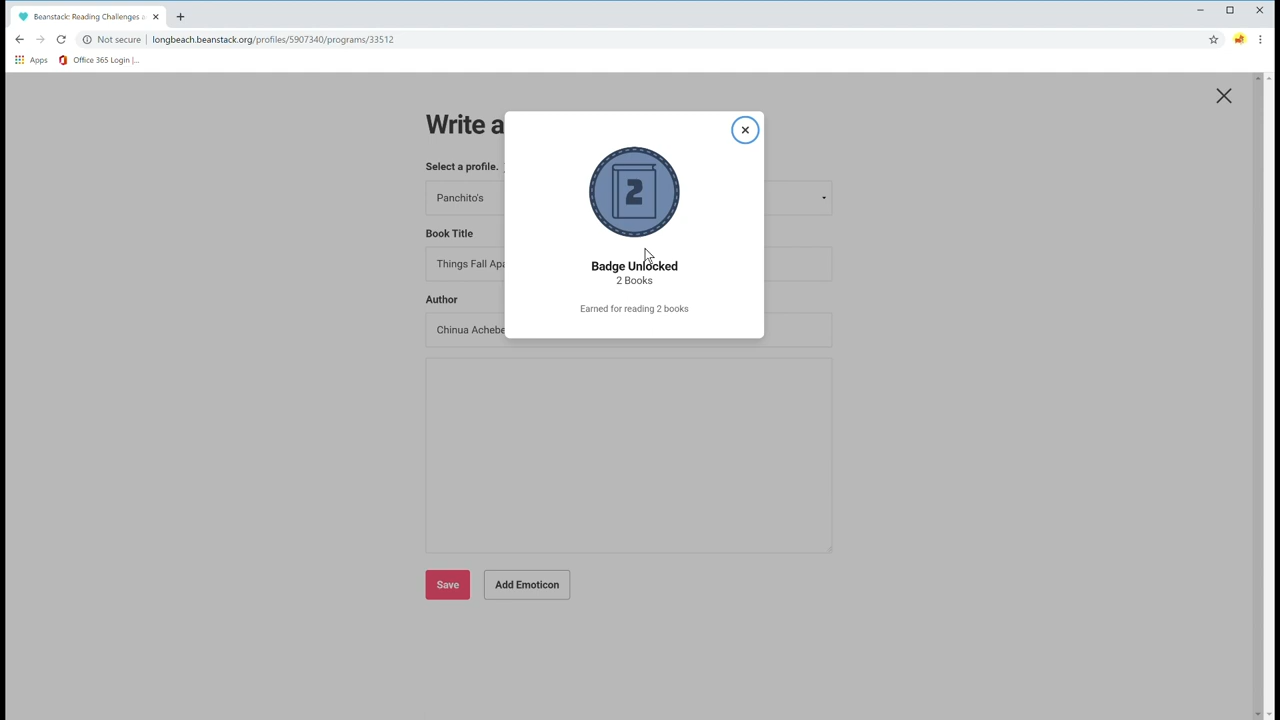 Beanstack: Reading Challenges a
Not secure
longbeach.beanstack.org/profiles/5907340/programs/33512
Apps
Office 365 Login |...
Write a
Select a profile.
Panchito's
Book Title
Things Fall Apa
Author
Chinua Achebe
2
Badge Unlocked
2 Books
Earned for reading 2 books
Save
Add Emoticon